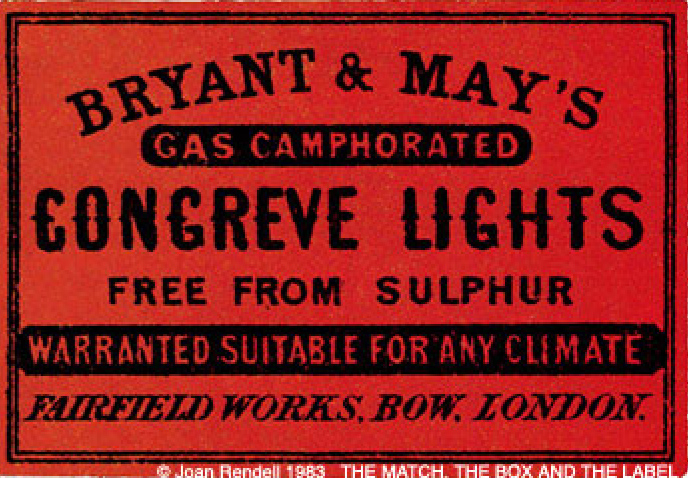 BRYANT & MAY'S
GAS CAMPHORATED
CONGREVE LIGHTS
FREE FROM SULPHUR
WARRANTED SUITABLE FOR ANY CLIMATE
FAIRFIELD WORKS, BOW, LONDON.
© Joan Rendell 1983 THE MATCH, THE BOX AND THE LABEL